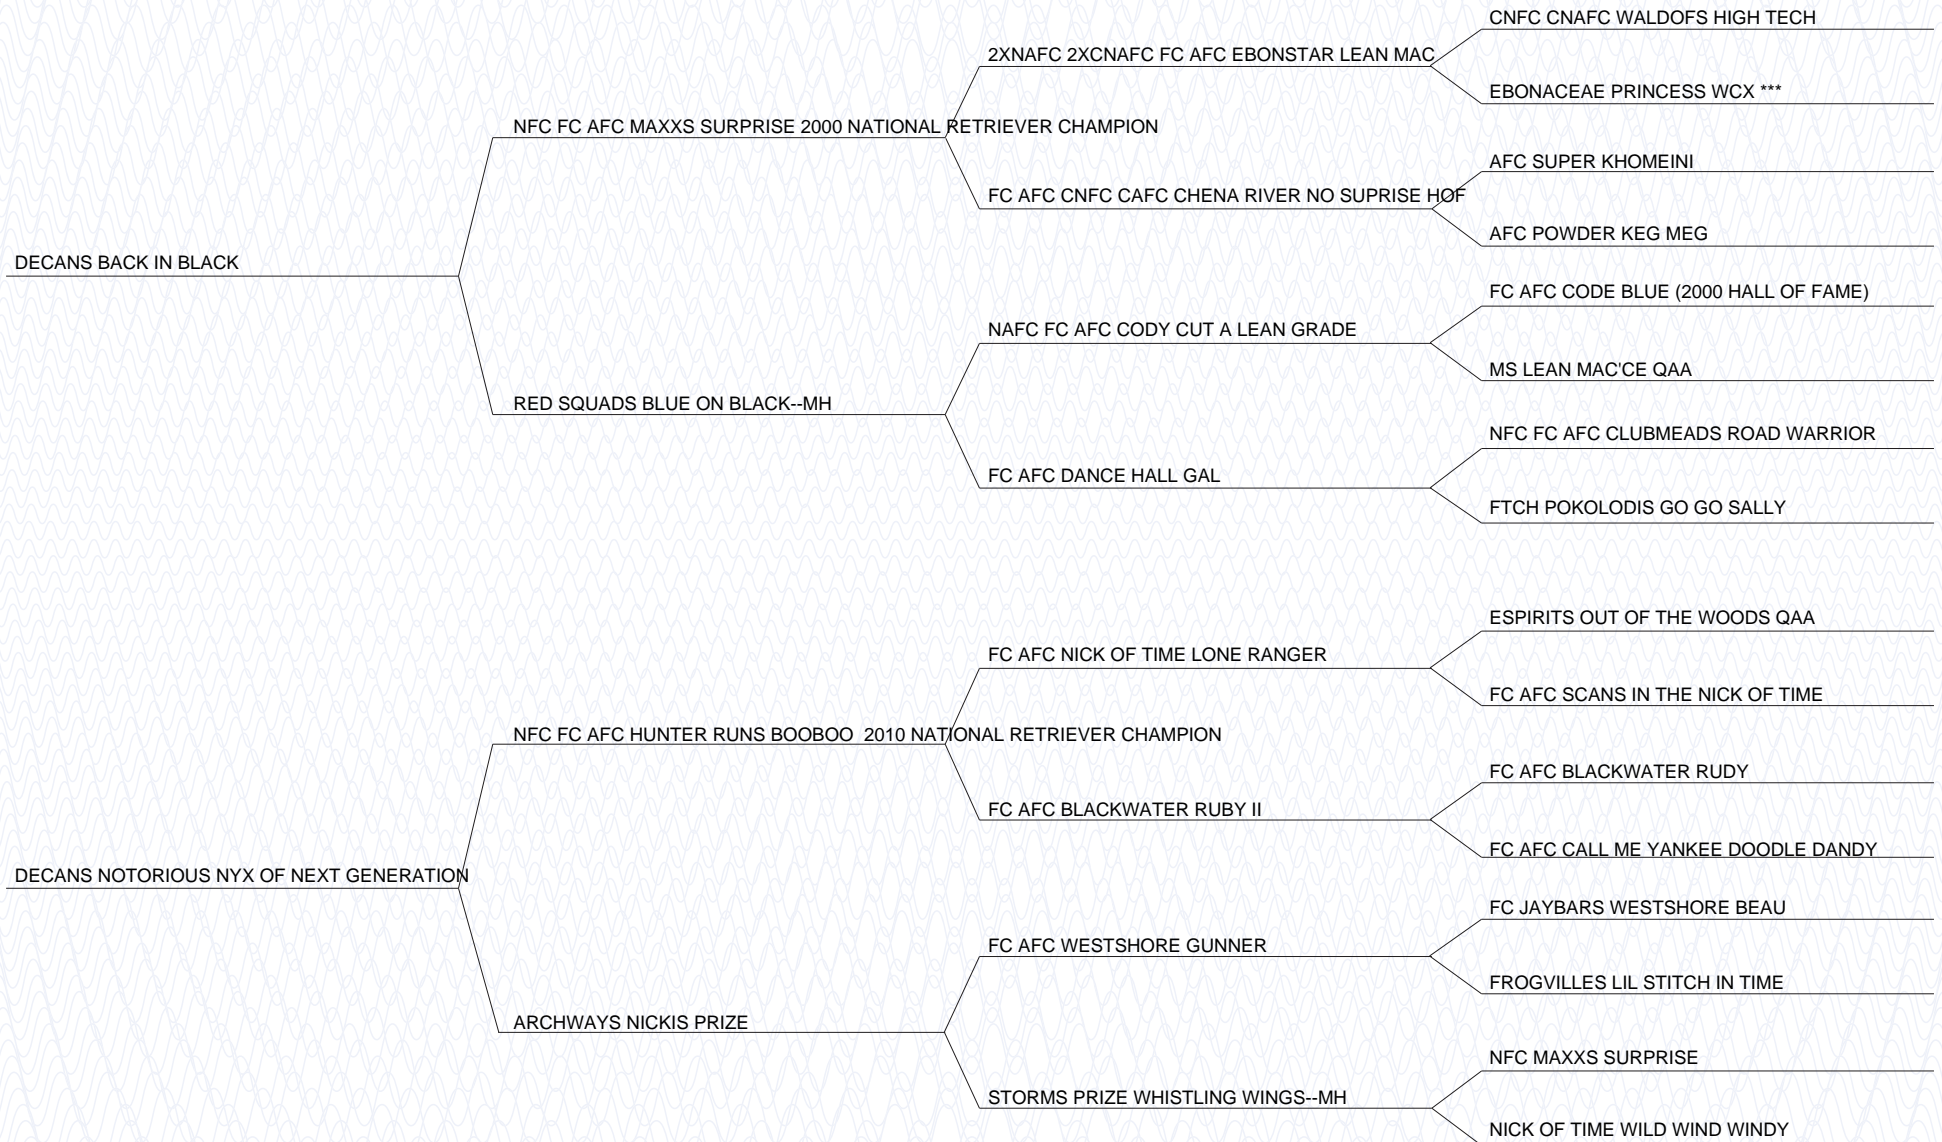 CNFC CNAFC WALDOFS HIGH TECH
2XNAFC 2XCNAFC FC AFC EBONSTAR LEAN MAC
EBONACEAE PRINCESS WCX ***
NFC FC AFC MAXXS SURPRISE 2000 NATIONAL RETRIEVER CHAMPION
AFC SUPER KHOMEINI
FC AFC CNFC CAFC CHENA RIVER NO SUPRISE HOF
AFC POWDER KEG MEG
DECANS BACK IN BLACK
FC AFC CODE BLUE (2000 HALL OF FAME)
NAFC FC AFC CODY CUT A LEAN GRADE
MS LEAN MAC'CE QAA
RED SQUADS BLUE ON BLACK--MH
NFC FC AFC CLUBMEADS ROAD WARRIOR
FC AFC DANCE HALL GAL
FTCH POKOLODIS GO GO SALLY
ESPIRITS OUT OF THE WOODS QAA
FC AFC NICK OF TIME LONE RANGER
FC AFC SCANS IN THE NICK OF TIME
NFC FC AFC HUNTER RUNS BOOBOO  2010 NATIONAL RETRIEVER CHAMPION
FC AFC BLACKWATER RUDY
FC AFC BLACKWATER RUBY II
FC AFC CALL ME YANKEE DOODLE DANDY
DECANS NOTORIOUS NYX OF NEXT GENERATION
FC JAYBARS WESTSHORE BEAU
FC AFC WESTSHORE GUNNER
FROGVILLES LIL STITCH IN TIME
ARCHWAYS NICKIS PRIZE
NFC MAXXS SURPRISE
STORMS PRIZE WHISTLING WINGS--MH
NICK OF TIME WILD WIND WINDY